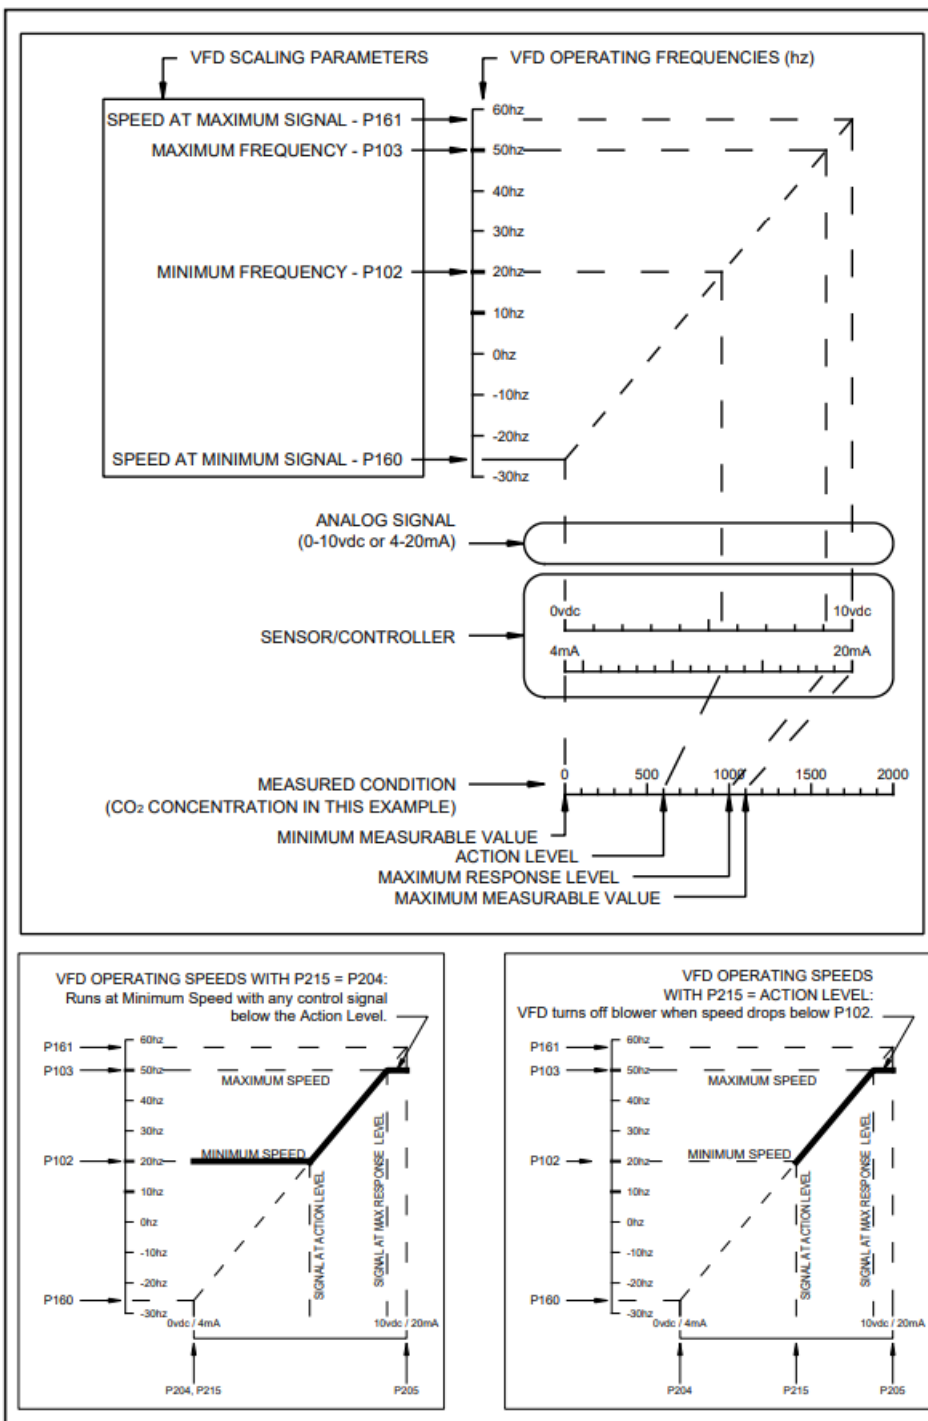 VFD SCALING PARAMETERS
VFD OPERATING FREQUENCIES (hz)
SPEED AT MAXIMUM SIGNAL - P161
MAXIMUM FREQUENCY - P103
MINIMUM FREQUENCY - P102
SPEED AT MINIMUM SIGNAL - P160
60hz
50hz
40hz
30hz
20hz
10hz
0hz
-10hz
-20hz
-30hz
ANALOG SIGNAL
(0-10vdc or 4-20mA)
SENSOR/CONTROLLER
0vdc
10vdc
4mA
20mA
MEASURED CONDITION
(CO2 CONCENTRATION IN THIS EXAMPLE)
0
500
1000
1500
2000
MINIMUM MEASURABLE VALUE
ACTION LEVEL
MAXIMUM RESPONSE LEVEL
MAXIMUM MEASURABLE VALUE
VFD OPERATING SPEEDS WITH P215 = P204:
Runs at Minimum Speed with any control signal
below the Action Level.
P161
P103
P102
P160
60hz
50hz
40hz
30hz
20hz
10hz
0hz
-10hz
-20hz
-30hz
MAXIMUM SPEED
MINIMUM SPEED
SIGNAL AT ACTION LEVEL
SIGNAL AT MAX RESPONSE LEVEL
0vdc / 4mA
10vdc / 20mA
P204, P215
P205
VFD OPERATING SPEEDS
WITH P215 = ACTION LEVEL:
VFD turns off blower when speed drops below P102.
P161
P103
P102
P160
60hz
50hz
40hz
30hz
20hz
10hz
0hz
-10hz
-20hz
-30hz
MAXIMUM SPEED
MINIMUM SPEED
SIGNAL AT ACTION LEVEL
SIGNAL AT MAX RESPONSE LEVEL
0vdc / 4mA
10vdc / 20mA
P204
P215
P205